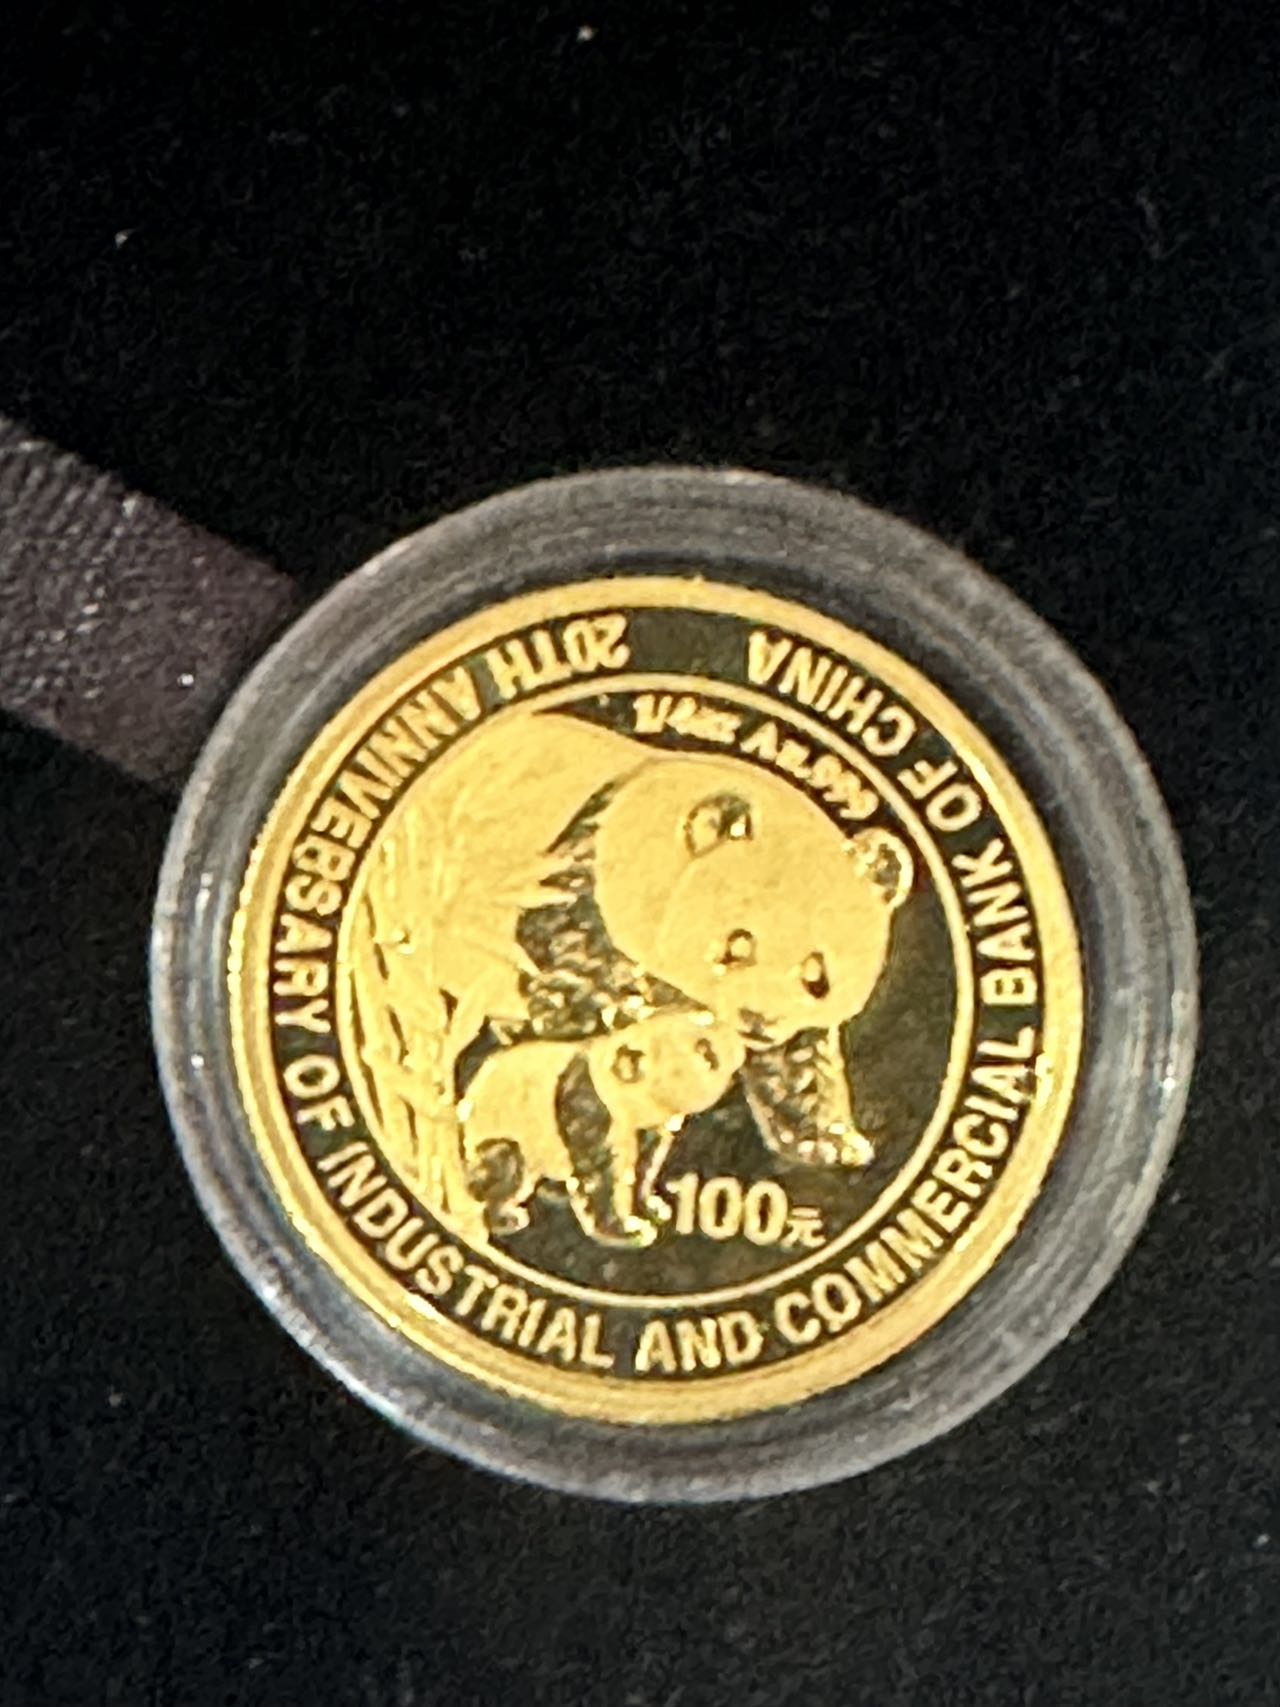 20TH ANNIVERSARY OF INDUSTRIAL AND COMMERCIAL BANK OF CHINA
1/4oz Au .999
100元